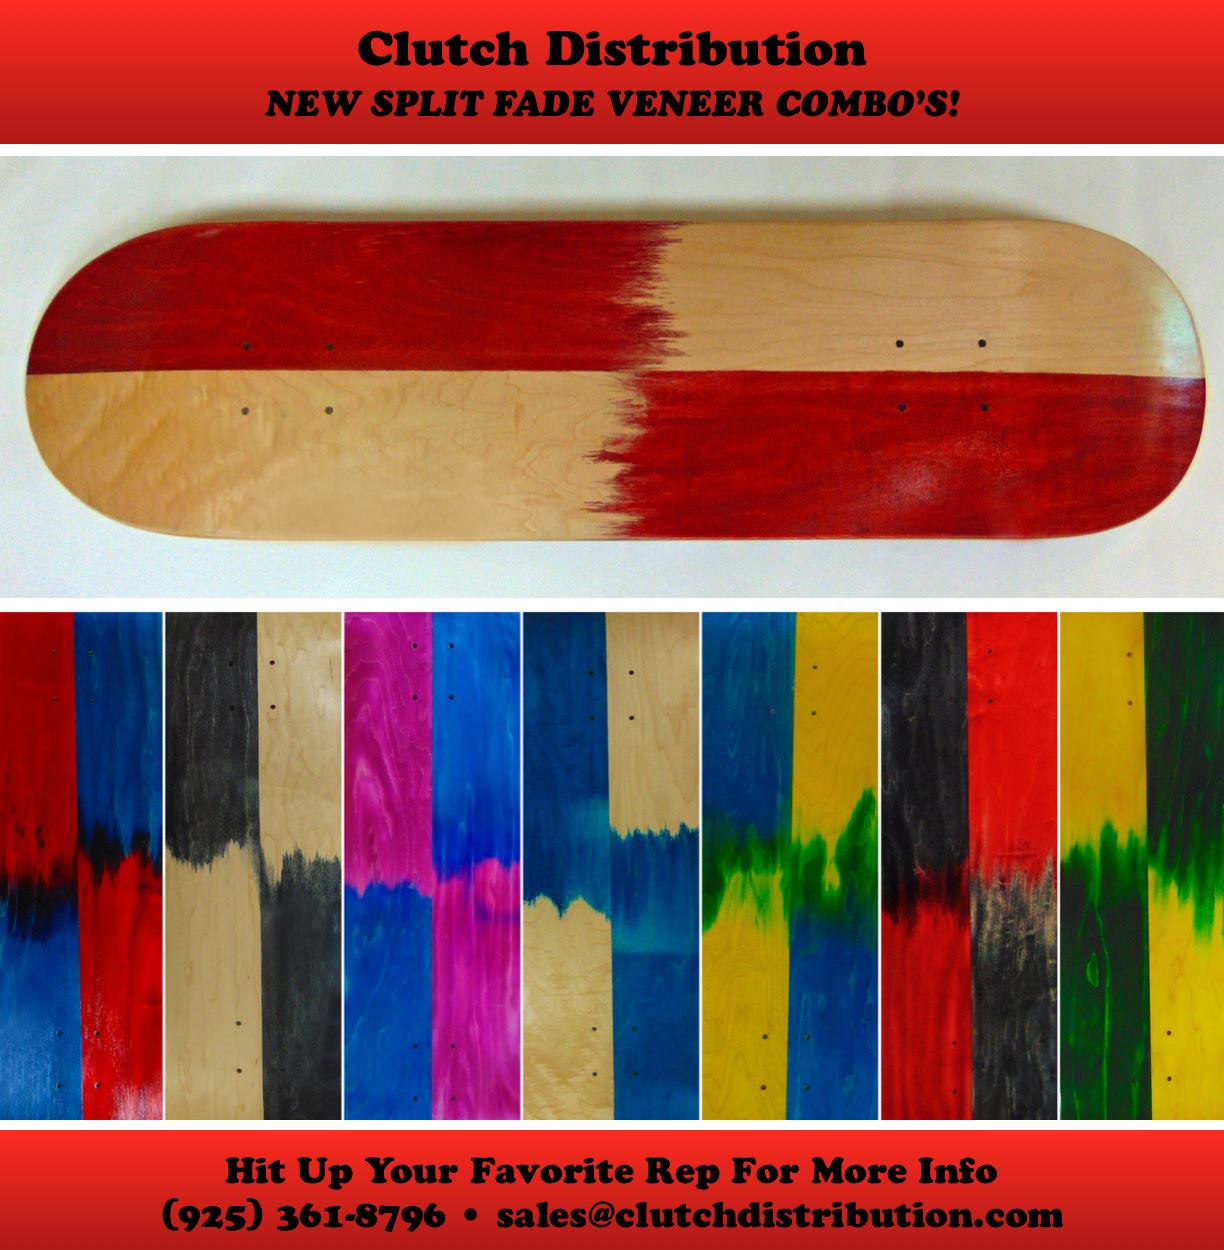 Clutch Distribution
NEW SPLIT FADE VENEER COMBO'S!
Hit Up Your Favorite Rep For More Info
(925) 361-8796 • sales@clutchdistribution.com